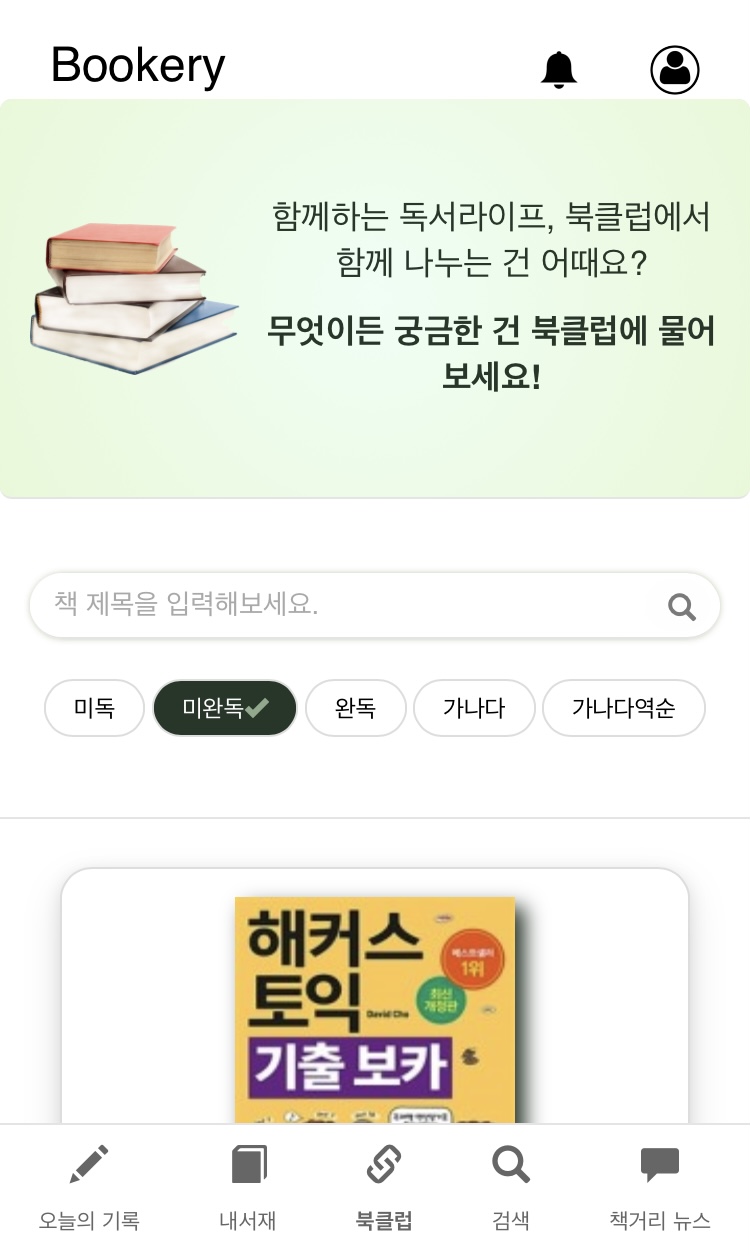 Bookery
함께하는 독서라이프, 북클럽에서
함께 나누는 건 어때요?
무엇이든 궁금한 건 북클럽에 물어
보세요!
책 제목을 입력해보세요.
미독 미완독 완독 가나다 가나다역순
해커스
베스트셀러
1위
토익
David Cho
최신
개정판
기출 보카
오늘의 기록 내서재 북클럽 검색 책거리 뉴스